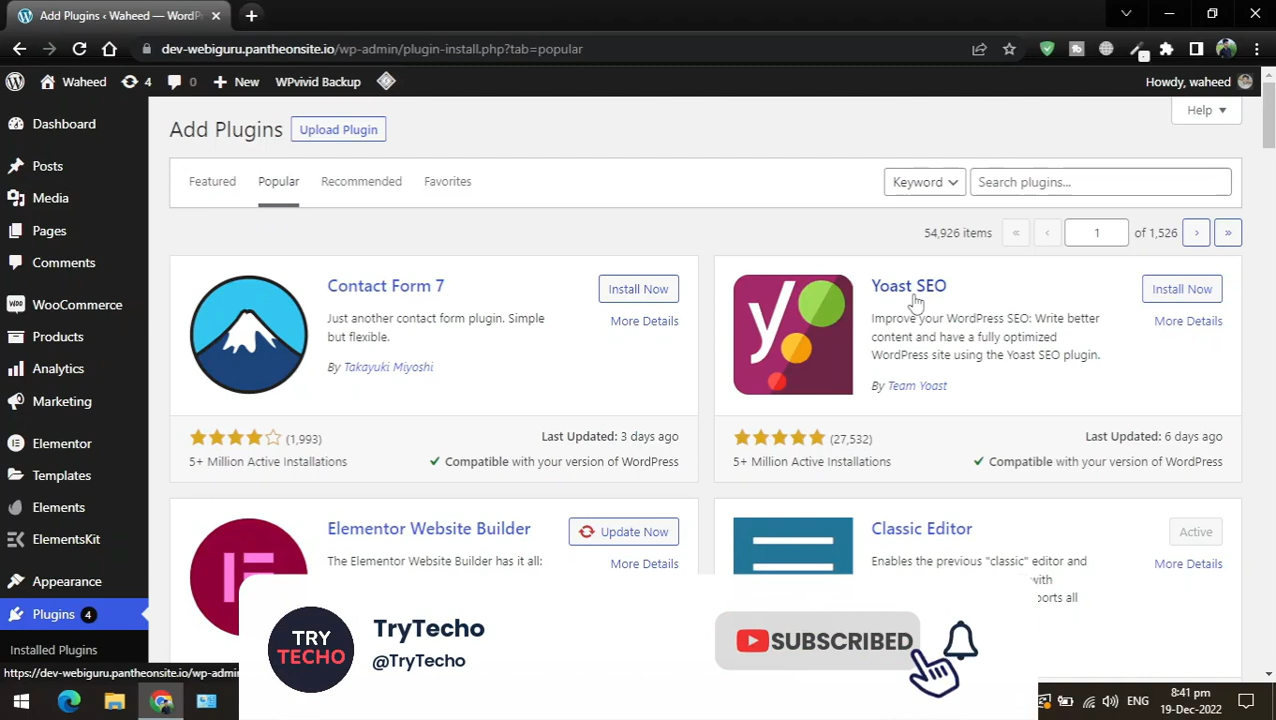 Add Plugins ‹ Waheed — WordPr
dev-webiguru.pantheonsite.io/wp-admin/plugin-install.php?tab=popular
Waheed 4 0 New WPvivid Backup Howdy, waheed
Dashboard
Posts
Media
Pages
Comments
WooCommerce
Products
Analytics
Marketing
Elementor
Templates
Elements
ElementsKit
Appearance
Plugins 4
Installed Plugins
Help
Add Plugins Upload Plugin
Featured Popular Recommended Favorites Keyword Search plugins...
54,926 items « ‹ 1 of 1,526 › »
Contact Form 7
Install Now
Just another contact form plugin. Simple
but flexible.
More Details
By Takayuki Miyoshi
(1,993)
Last Updated: 3 days ago
5+ Million Active Installations
Compatible with your version of WordPress
Yoast SEO
Install Now
Improve your WordPress SEO: Write better
content and have a fully optimized
WordPress site using the Yoast SEO plugin.
More Details
By Team Yoast
(27,532)
Last Updated: 6 days ago
5+ Million Active Installations
Compatible with your version of WordPress
Elementor Website Builder
Update Now
The Elementor Website Builder has it all:
More Details
Classic Editor
Active
Enables the previous "classic" editor and
with
ports all
More Details
TRY
TECHO
TryTecho
@TryTecho
SUBSCRIBED
https://dev-webiguru.pantheonsite.io/wp-admi
ENG
8:41 pm
19-Dec-2022